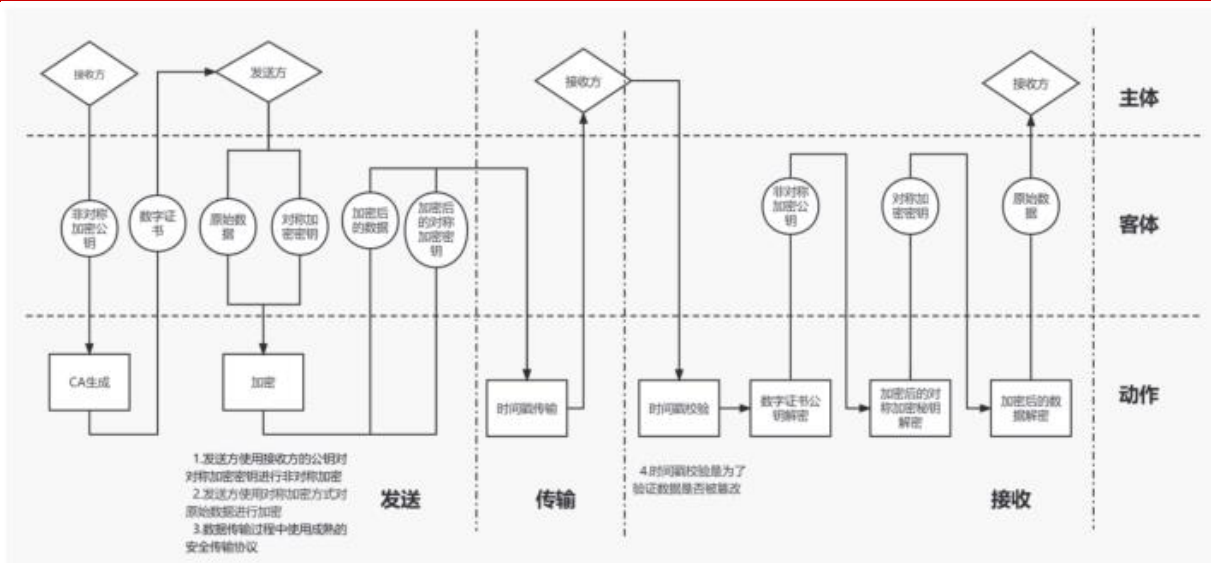 接收方
发送方
接收方
接收方
主体
非对称
加密公
钥
数字证
书
原始数
据
对称加
密密钥
加密后
的数据
加密后
的对称
加密密
钥
非对称
加密公
钥
对称加
密密钥
原始数
据
客体
CA生成
加密
时间戳传输
时间戳校验
数字证书公
钥解密
加密后的对
称加密秘钥
解密
加密后的数
据解密
动作
1.发送方使用接收方的公钥对
对称加密密钥进行非对称加密
2.发送方使用对称加密方式对
原始数据进行加密
3.数据传输过程中使用成熟的
安全传输协议
发送
传输
4.时间戳校验是为了
验证数据是否被篡改
接收